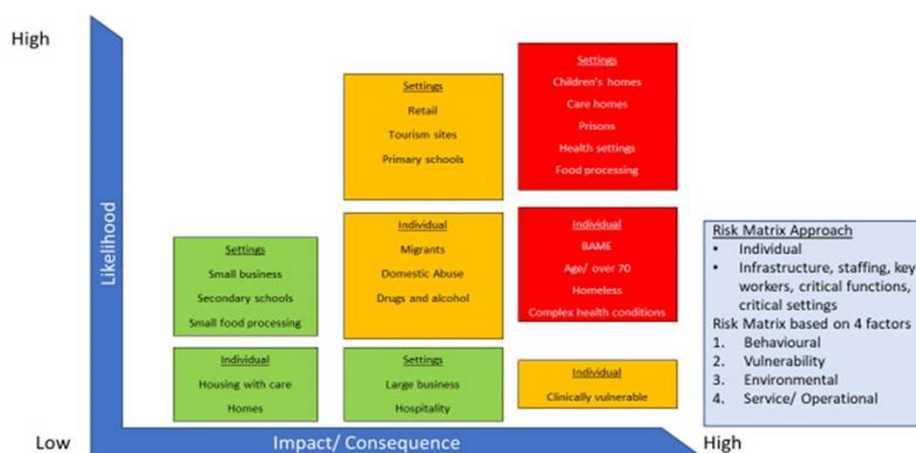 High
Likelihood
Settings
Small business
Secondary schools
Small food processing
Individual
Housing with care
Homes
Settings
Retail
Tourism sites
Primary schools
Individual
Migrants
Domestic Abuse
Drugs and alcohol
Settings
Large business
Hospitality
Settings
Children's homes
Care homes
Prisons
Health settings
Food processing
Individual
BAME
Age/ over 70
Homeless
Complex health conditions
Individual
Clinically vulnerable
Low
Impact/ Consequence
High
Risk Matrix Approach
• Individual
• Infrastructure, staffing, key
workers, critical functions,
critical settings
Risk Matrix based on 4 factors
1. Behavioural
2. Vulnerability
3. Environmental
4. Service/ Operational